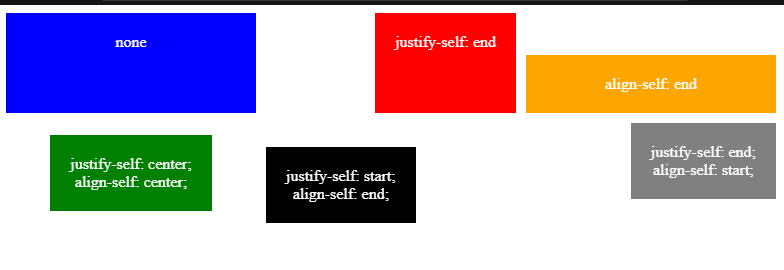 none
justify-self: end
align-self: end
justify-self: center;
align-self: center;
justify-self: start;
align-self: end;
justify-self: end;
align-self: start;